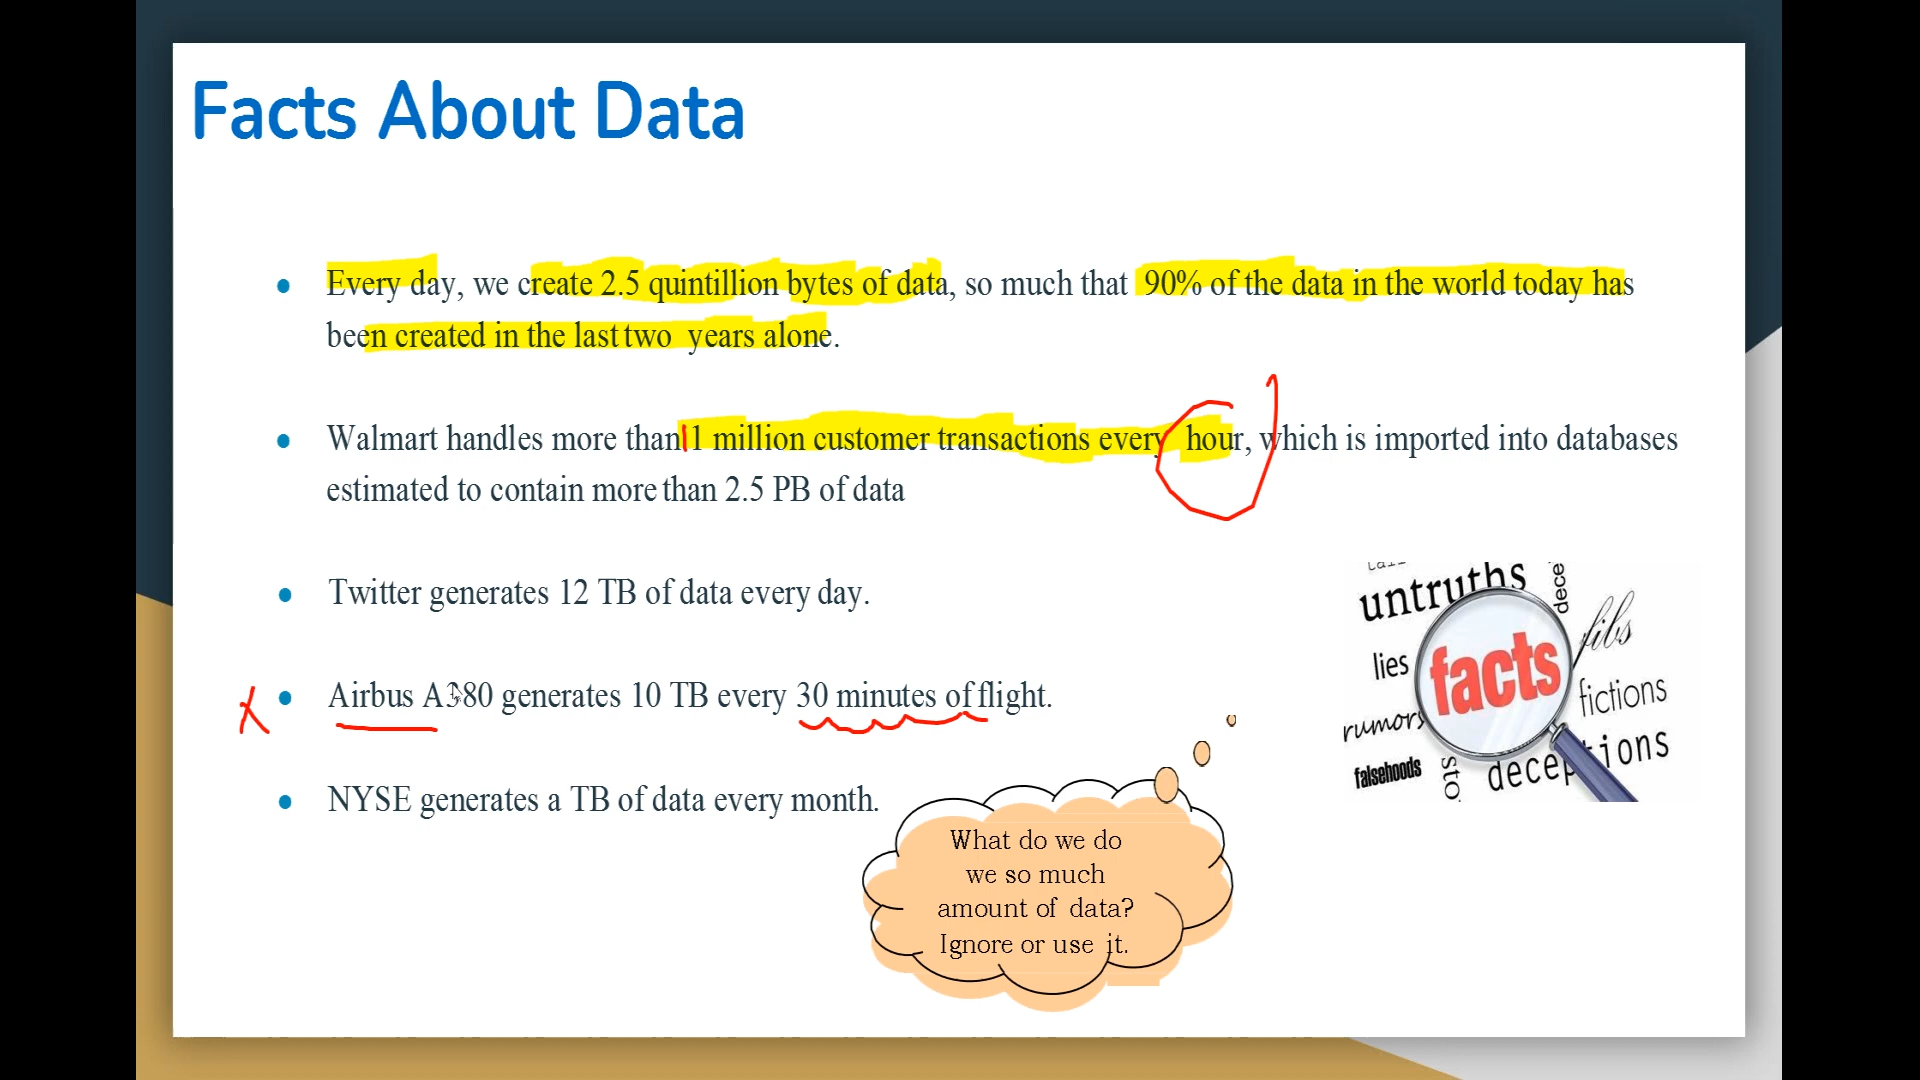 Facts About Data
Every day, we create 2.5 quintillion bytes of data, so much that 90% of the data in the world today has
been created in the last two years alone.
Walmart handles more than 1 million customer transactions every hour, which is imported into databases
estimated to contain more than 2.5 PB of data
Twitter generates 12 TB of data every day.
Airbus A380 generates 10 TB every 30 minutes of flight.
NYSE generates a TB of data every month.
What do we do
we so much
amount of data?
Ignore or use it.
untruths
dece
fibs
lies
facts
fictions
rumors
falsehoods
sto
deceptions